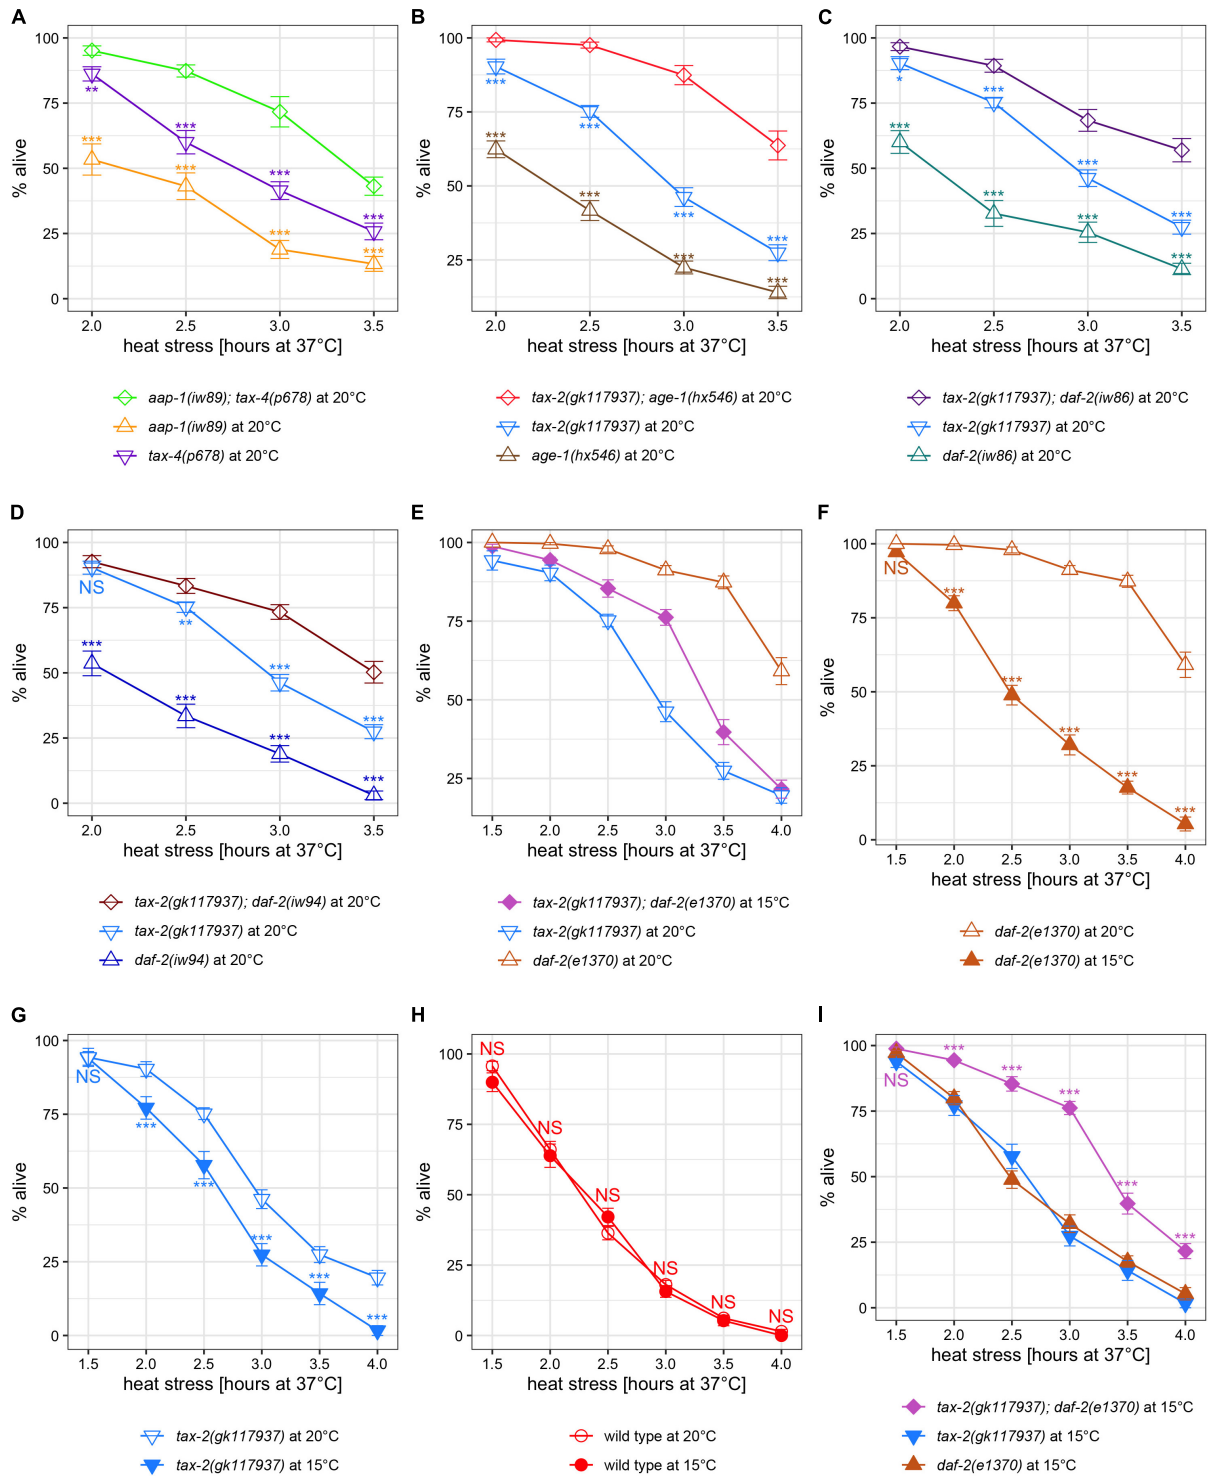 A
100
75
50
25
0
% alive
** *** *** ***
*** *** *** ***
2.0 2.5 3.0 3.5
heat stress [hours at 37°C]
aap-1(iw89); tax-4(p678) at 20°C
aap-1(iw89) at 20°C
tax-4(p678) at 20°C
B
100
75
50
25
% alive
*** *** *** ***
*** *** *** ***
2.0 2.5 3.0 3.5
heat stress [hours at 37°C]
tax-2(gk117937); age-1(hx546) at 20°C
tax-2(gk117937) at 20°C
age-1(hx546) at 20°C
C
100
75
50
25
0
% alive
* *** *** ***
*** *** *** ***
2.0 2.5 3.0 3.5
heat stress [hours at 37°C]
tax-2(gk117937); daf-2(iw86) at 20°C
tax-2(gk117937) at 20°C
daf-2(iw86) at 20°C
D
100
75
50
25
0
% alive
NS ** *** ***
*** *** *** ***
2.0 2.5 3.0 3.5
heat stress [hours at 37°C]
tax-2(gk117937); daf-2(iw94) at 20°C
tax-2(gk117937) at 20°C
daf-2(iw94) at 20°C
E
100
75
50
25
% alive
1.5 2.0 2.5 3.0 3.5 4.0
heat stress [hours at 37°C]
tax-2(gk117937); daf-2(e1370) at 15°C
tax-2(gk117937) at 20°C
daf-2(e1370) at 20°C
F
100
75
50
25
0
% alive
NS *** *** *** *** ***
1.5 2.0 2.5 3.0 3.5 4.0
heat stress [hours at 37°C]
daf-2(e1370) at 20°C
daf-2(e1370) at 15°C
G
100
75
50
25
0
% alive
NS *** *** *** *** ***
1.5 2.0 2.5 3.0 3.5 4.0
heat stress [hours at 37°C]
tax-2(gk117937) at 20°C
tax-2(gk117937) at 15°C
H
100
75
50
25
0
% alive
NS NS NS NS NS NS
1.5 2.0 2.5 3.0 3.5 4.0
heat stress [hours at 37°C]
wild type at 20°C
wild type at 15°C
I
100
75
50
25
0
% alive
NS *** *** *** *** ***
1.5 2.0 2.5 3.0 3.5 4.0
heat stress [hours at 37°C]
tax-2(gk117937); daf-2(e1370) at 15°C
tax-2(gk117937) at 15°C
daf-2(e1370) at 15°C